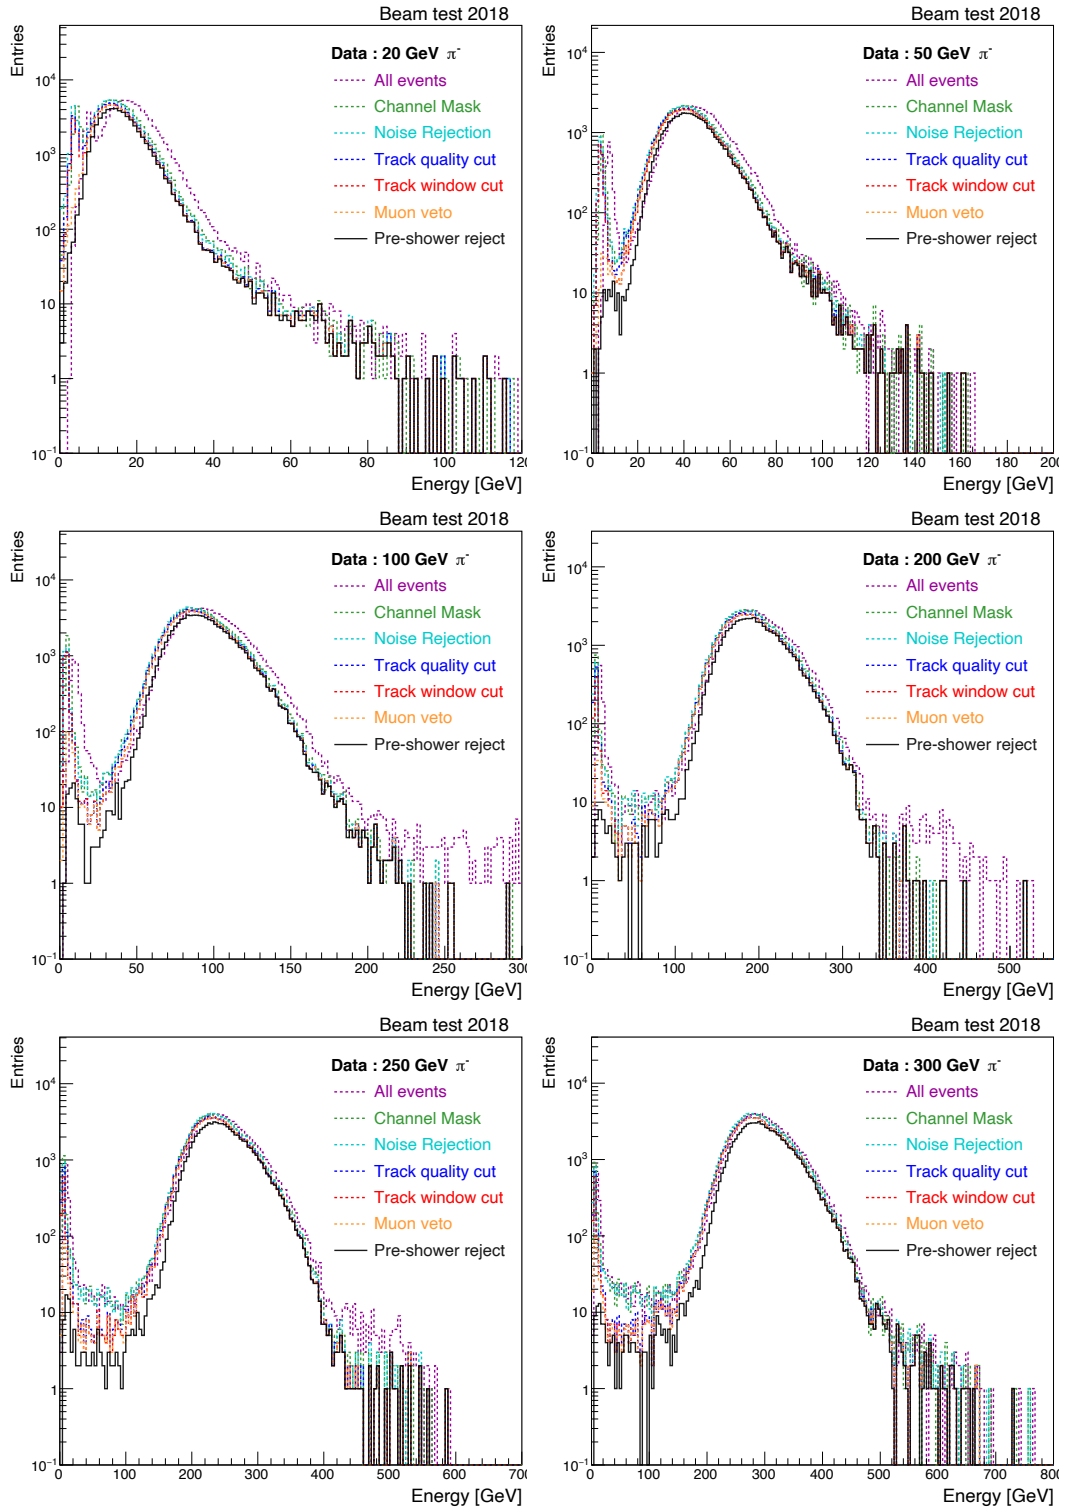 Beam test 2018
Entries
Data : 20 GeV π⁻
All events
Channel Mask
Noise Rejection
Track quality cut
Track window cut
Muon veto
Pre-shower reject
10⁴
10³
10²
10
1
10⁻¹
0 20 40 60 80 100 120
Energy [GeV]
Beam test 2018
Entries
Data : 50 GeV π⁻
All events
Channel Mask
Noise Rejection
Track quality cut
Track window cut
Muon veto
Pre-shower reject
10⁴
10³
10²
10
1
10⁻¹
0 20 40 60 80 100 120 140 160 180 200
Energy [GeV]
Beam test 2018
Entries
Data : 100 GeV π⁻
All events
Channel Mask
Noise Rejection
Track quality cut
Track window cut
Muon veto
Pre-shower reject
10⁴
10³
10²
10
1
10⁻¹
0 50 100 150 200 250 300
Energy [GeV]
Beam test 2018
Entries
Data : 200 GeV π⁻
All events
Channel Mask
Noise Rejection
Track quality cut
Track window cut
Muon veto
Pre-shower reject
10⁴
10³
10²
10
1
10⁻¹
0 100 200 300 400 500
Energy [GeV]
Beam test 2018
Entries
Data : 250 GeV π⁻
All events
Channel Mask
Noise Rejection
Track quality cut
Track window cut
Muon veto
Pre-shower reject
10⁴
10³
10²
10
1
10⁻¹
0 100 200 300 400 500 600 700
Energy [GeV]
Beam test 2018
Entries
Data : 300 GeV π⁻
All events
Channel Mask
Noise Rejection
Track quality cut
Track window cut
Muon veto
Pre-shower reject
10⁴
10³
10²
10
1
10⁻¹
0 100 200 300 400 500 600 700 800
Energy [GeV]